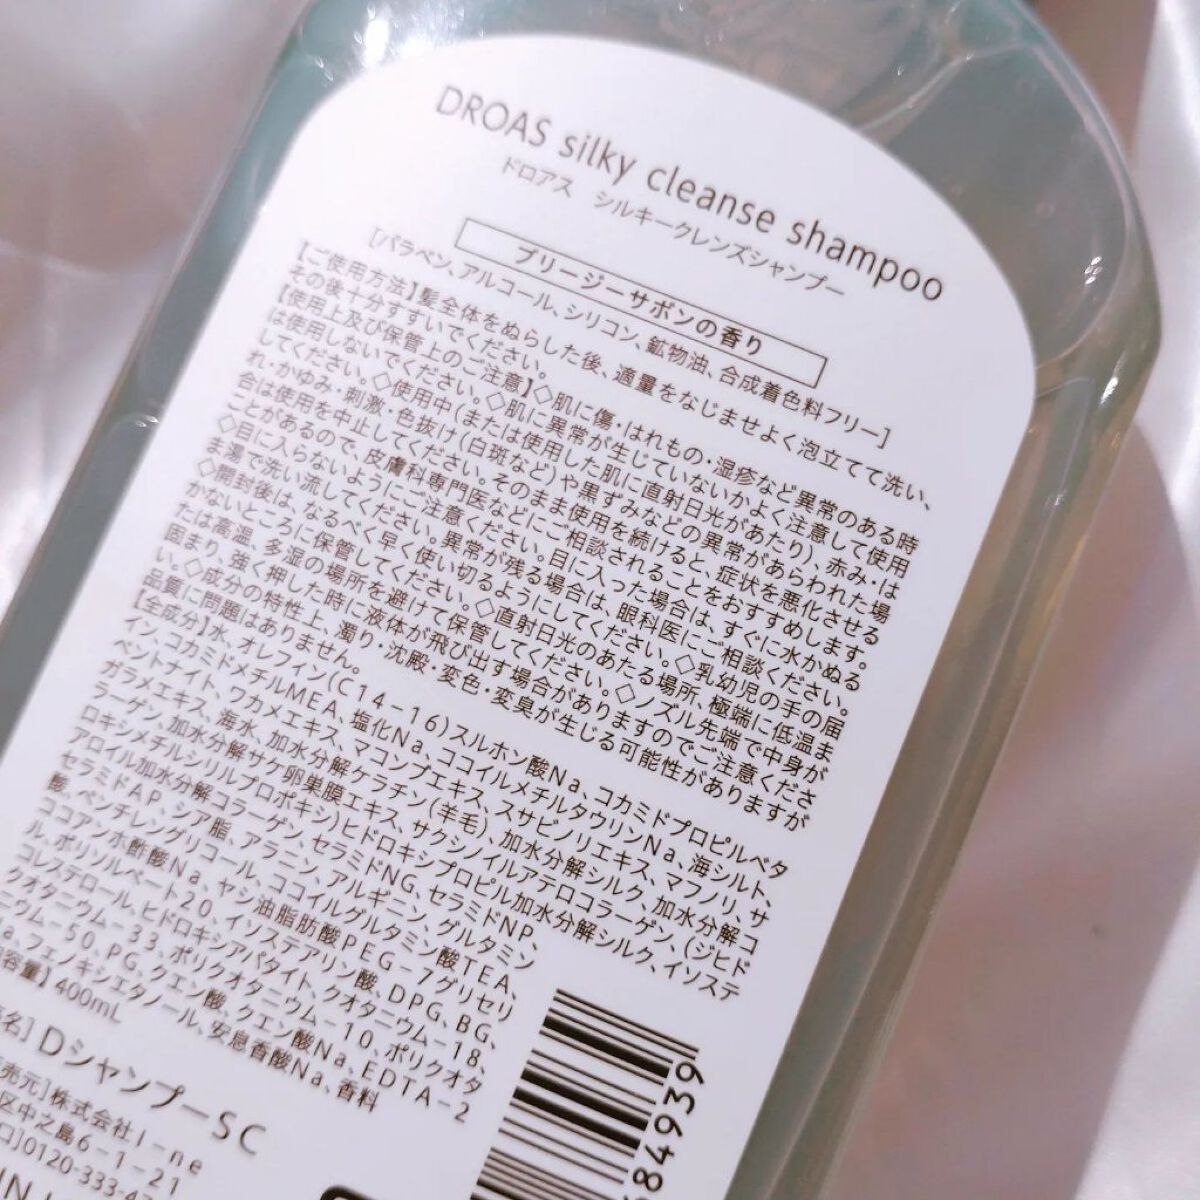 DROAS silky cleanse shampoo
ドロアス シルキークレンズシャンプー
ブリージーサボンの香り
[パラベン、アルコール、シリコン、鉱物油、合成着色料フリー]
【ご使用方法】髪全体をぬらした後、適量をなじませよく泡立てて洗い、
その後十分すすいでください。
【使用上及び保管上のご注意】◇肌に傷・はれもの・湿疹など異常のある時
は使用しないでください。◇肌に異常が生じていないかよく注意して使用
してください。◇使用中(または使用した肌に直射日光があたり)、赤み・は
れ・かゆみ・刺激・色抜け(白斑など)や黒ずみなどの異常があらわれた場
合は使用を中止してください。そのまま使用を続けると、症状を悪化させる
ことがあるので、皮膚科専門医などにご相談されることをおすすめします。
◇目に入らないようにご注意ください。目に入った場合は、すぐに水かぬる
ま湯で洗い流してください。異常が残る場合は、眼科医にご相談ください。
◇開封後は、なるべく早く使い切るようにしてください。◇乳幼児の手の届
かないところに保管してください。◇直射日光のあたる場所、極端に低温ま
たは高温、多湿の場所を避けて保管してください。◇ノズル先端で中身が
固まり、強く押した時に液体が飛び出す場合がありますのでご注意くださ
い。◇成分の特性上、濁り・沈殿・変色・変臭が生じる可能性がありますが
品質に問題はありません。
【全成分】水、オレフィン(C14-16)スルホン酸Na、コカミドプロピルベタ
イン、コカミドメチルMEA、塩化Na、ココイルメチルタウリンNa、海シルト、
ベントナイト、ワカメエキス、マコンブエキス、スサビノリエキス、マフノリ、サ
ガラメエキス、海水、加水分解ケラチン(羊毛)、加水分解シルク、加水分解コ
ラーゲン、加水分解サケ卵巣膜エキス、サクシノイルアテロコラーゲン、(ジヒド
ロキシメチルシリルプロポキシ)ヒドロキシプロピル加水分解シルク、イソステ
アロイル加水分解コラーゲン、セラミドNG、セラミドNP、
セラミドAP、シア脂、アラニン、アルギニン、グルタミン
酸、ペンチレングリコール、ココイルグルタミン酸TEA、
ココアンホ酢酸Na、ヤシ油脂肪酸PEG-7グリセリ
ル、ポリソルベート20、イソステアリン酸、DPG、BG、
コレステロール、ヒドロキシアパタイト、クオタニウム-18、
クオタニウム-33、ポリクオタニウム-10、ポリクオタ
ニウム-50、PG、クエン酸、クエン酸Na、EDTA-2
Na、フェノキシエタノール、安息香酸Na、香料
内容量】400mL
名】DシャンプーSC
売元]株式会社I-ne
区中之島6-1-21
口]0120-333-47
684939